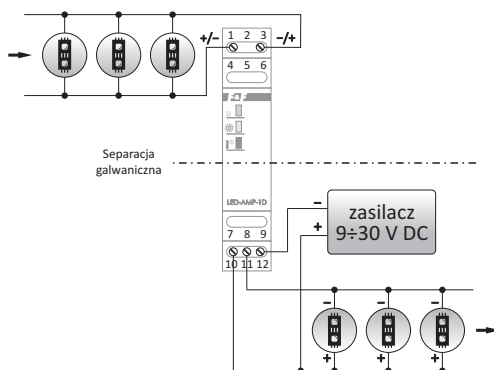 +/- 1 2 3 -/+
4 5 6
F&F
Separacja
galwaniczna
LED-AMP-1D
7 8 9
10 11 12
-
+
zasilacz
9÷30 V DC
- - -
+ + +